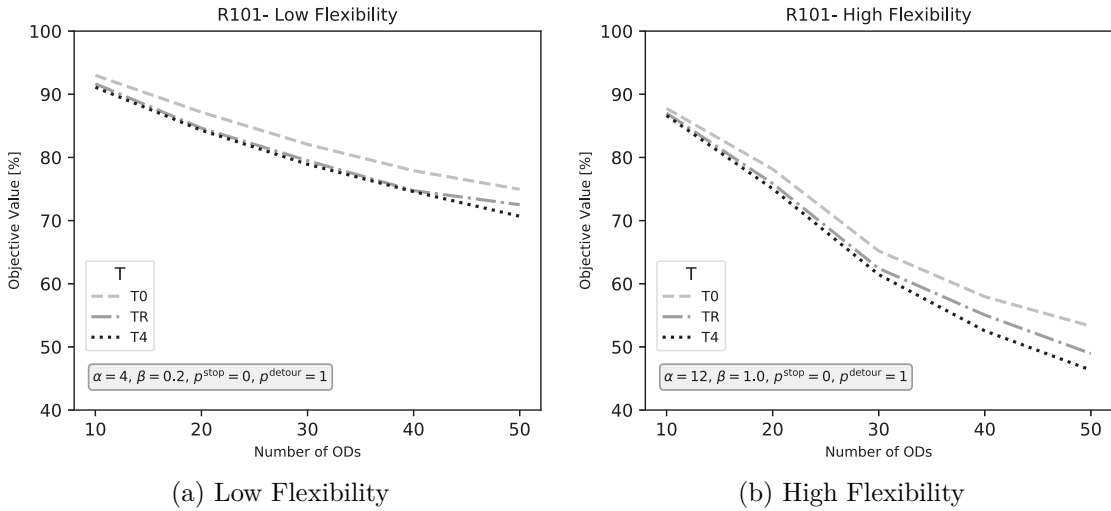 R101- Low Flexibility
Objective Value [%]
100
90
80
70
60
50
40
T
T0
TR
T4
α = 4, β = 0.2, p^stop = 0, p^detour = 1
10 20 30 40 50
Number of ODs
(a) Low Flexibility
R101- High Flexibility
Objective Value [%]
100
90
80
70
60
50
40
T
T0
TR
T4
α = 12, β = 1.0, p^stop = 0, p^detour = 1
10 20 30 40 50
Number of ODs
(b) High Flexibility